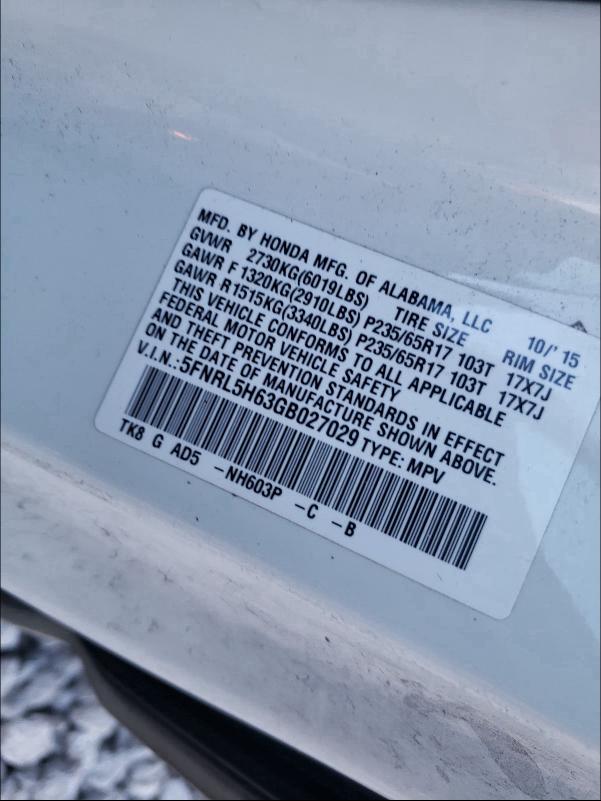 MFD. BY HONDA MFG. OF ALABAMA, LLC 10/' 15
GVWR 2730KG(6019LBS) TIRE SIZE RIM SIZE
GAWR F 1320KG(2910LBS) P235/65R17 103T 17X7J
GAWR R1515KG(3340LBS) P235/65R17 103T 17X7J
THIS VEHICLE CONFORMS TO ALL APPLICABLE
FEDERAL MOTOR VEHICLE SAFETY
AND THEFT PREVENTION STANDARDS IN EFFECT
ON THE DATE OF MANUFACTURE SHOWN ABOVE.
V.I.N.:5FNRL5H63GB027029 TYPE: MPV
TK8 G AD5 -NH603P -C -B